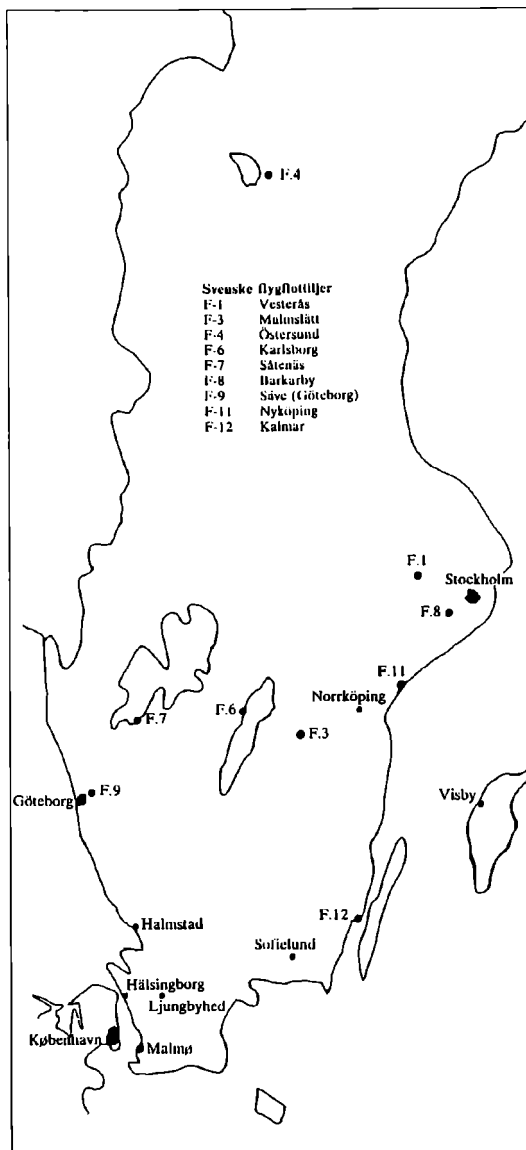 F.4
Svenske flygflottiljer
F-1 Vesterås
F-3 Malmslätt
F-4 Östersund
F-6 Karlsborg
F-7 Såtenäs
F-8 Barkarby
F-9 Säve (Göteborg)
F-11 Nyköping
F-12 Kalmar
F.1
Stockholm
F.8
F.11
Norrköping
F.6
F.7
F.3
F.9
Göteborg
Visby
F.12
Halmstad
Sofielund
Hälsingborg
Ljungbyhed
København
Malmø